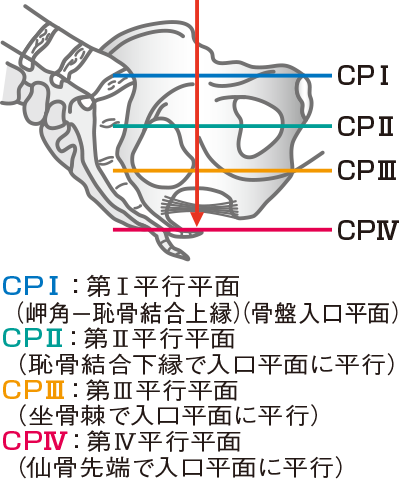 CPⅠ
CPⅡ
CPⅢ
CPⅣ
CPⅠ：第Ⅰ平行平面
（岬角―恥骨結合上縁）（骨盤入口平面）
CPⅡ：第Ⅱ平行平面
（恥骨結合下縁で入口平面に平行）
CPⅢ：第Ⅲ平行平面
（坐骨棘で入口平面に平行）
CPⅣ：第Ⅳ平行平面
（仙骨先端で入口平面に平行）